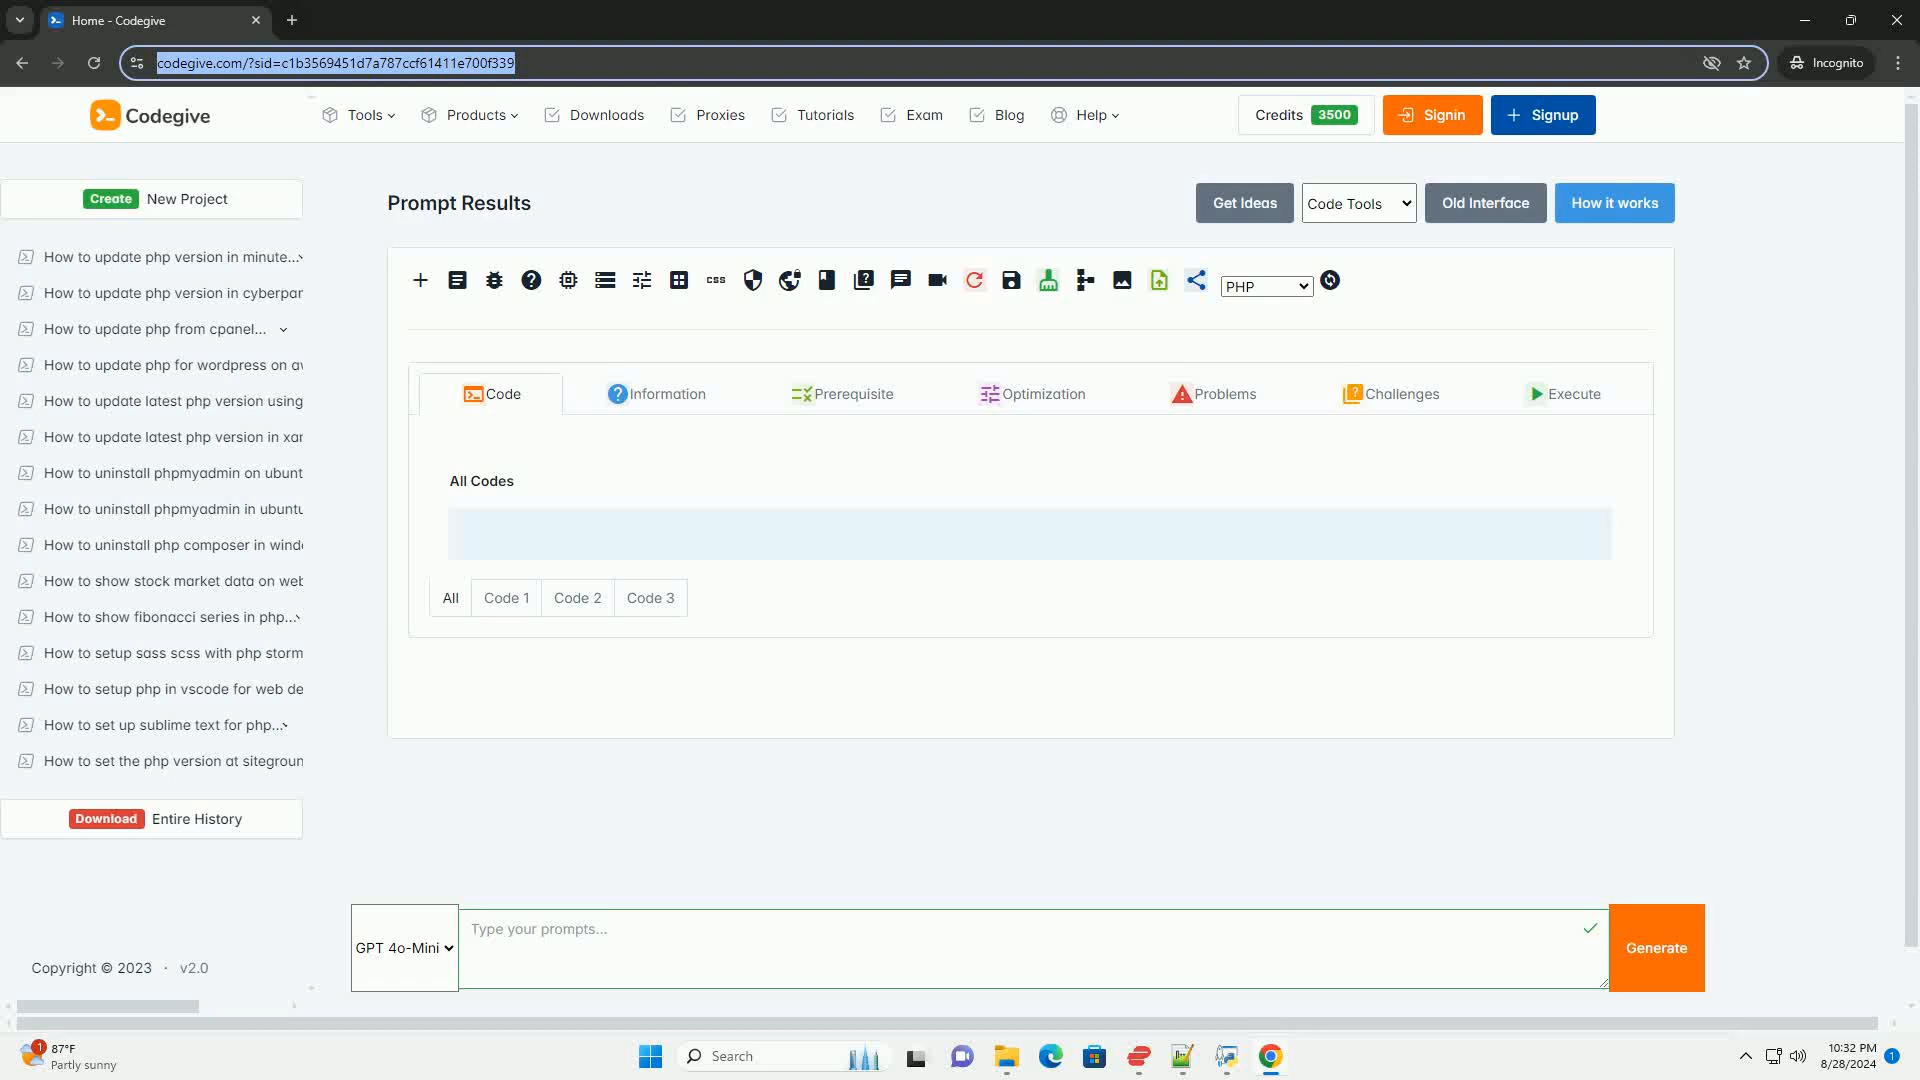 Home - Codegive
codegive.com/?sid=c1b3569451d7a787ccf61411e700f339
Incognito
Codegive
Tools
Products
Downloads
Proxies
Tutorials
Exam
Blog
Help
Credits 3500
Signin
Signup
Create New Project
How to update php version in minute...
How to update php version in cyberpar
How to update php from cpanel...
How to update php for wordpress on a
How to update latest php version using
How to update latest php version in xar
How to uninstall phpmyadmin on ubunt
How to uninstall phpmyadmin in ubuntu
How to uninstall php composer in wind
How to show stock market data on web
How to show fibonacci series in php...
How to setup sass scss with php storm
How to setup php in vscode for web de
How to set up sublime text for php...
How to set the php version at sitegroun
Download Entire History
Copyright © 2023 · v2.0
Prompt Results
Get Ideas
Code Tools
Old Interface
How it works
css
PHP
Code
Information
Prerequisite
Optimization
Problems
Challenges
Execute
All Codes
All
Code 1
Code 2
Code 3
GPT 4o-Mini
Type your prompts...
Generate
1
87°F
Partly sunny
Search
10:32 PM
8/28/2024
1